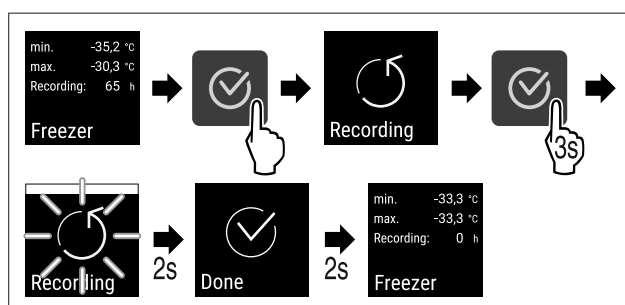 min. -35,2 °C
max. -30,3 °C
Recording: 65 h
Freezer
Recording
3s
Recording
2s
Done
2s
min. -33,3 °C
max. -33,3 °C
Recording: 0 h
Freezer